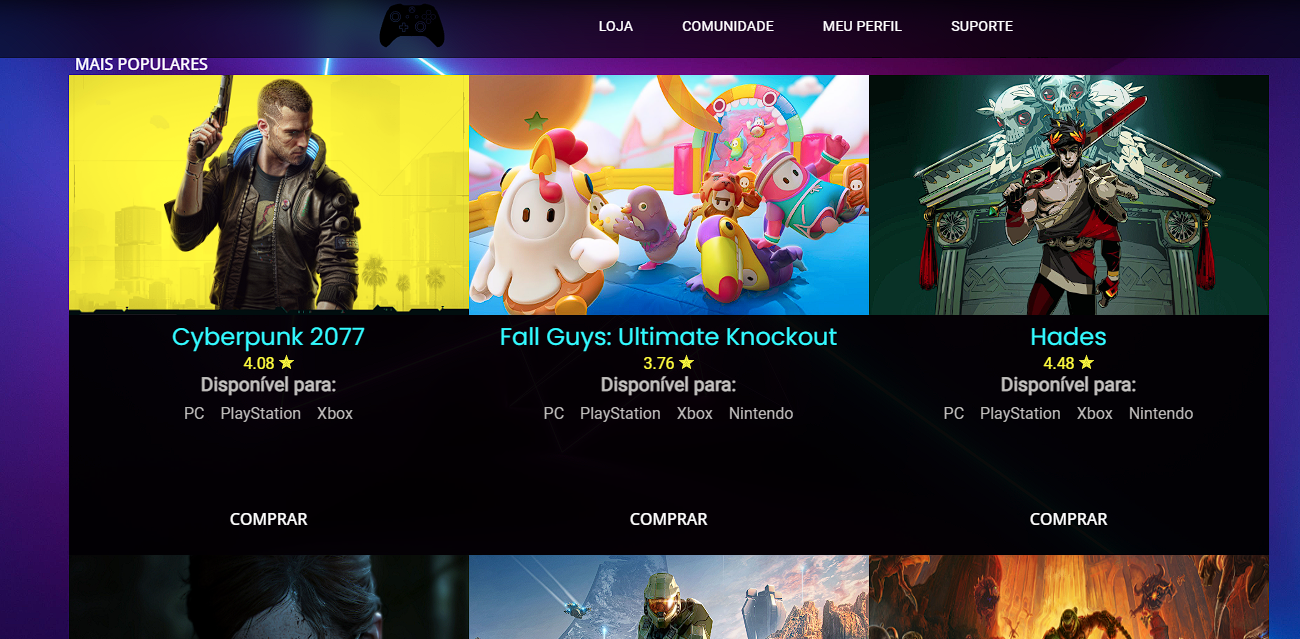 LOJA COMUNIDADE MEU PERFIL SUPORTE
MAIS POPULARES
Cyberpunk 2077
4.08
Disponível para:
PC PlayStation Xbox
COMPRAR
Fall Guys: Ultimate Knockout
3.76
Disponível para:
PC PlayStation Xbox Nintendo
COMPRAR
Hades
4.48
Disponível para:
PC PlayStation Xbox Nintendo
COMPRAR